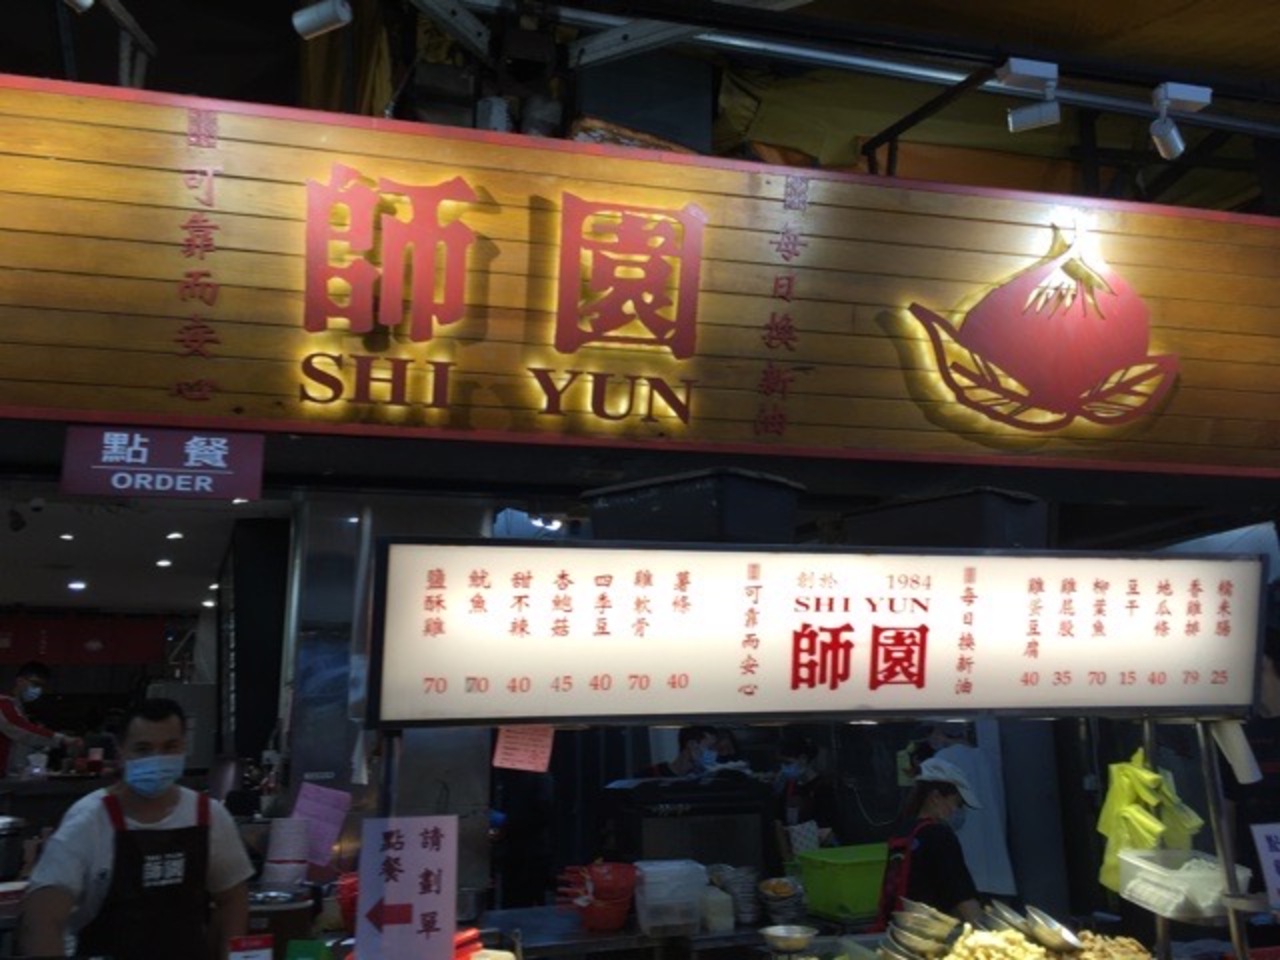 可靠而安心
師園
SHI YUN
每日換新油
點餐
ORDER
鹽酥雞 70
魷魚 70
甜不辣 40
杏鮑菇 45
四季豆 40
雞軟骨 70
薯條 40
可靠而安心
創於 1984
SHI YUN
師園
每日換新油
雞蛋豆腐 40
雞屁股 35
柳葉魚 70
豆干 15
地瓜條 40
香雞排 79
糯米腸 25
請劃單
點餐
師園